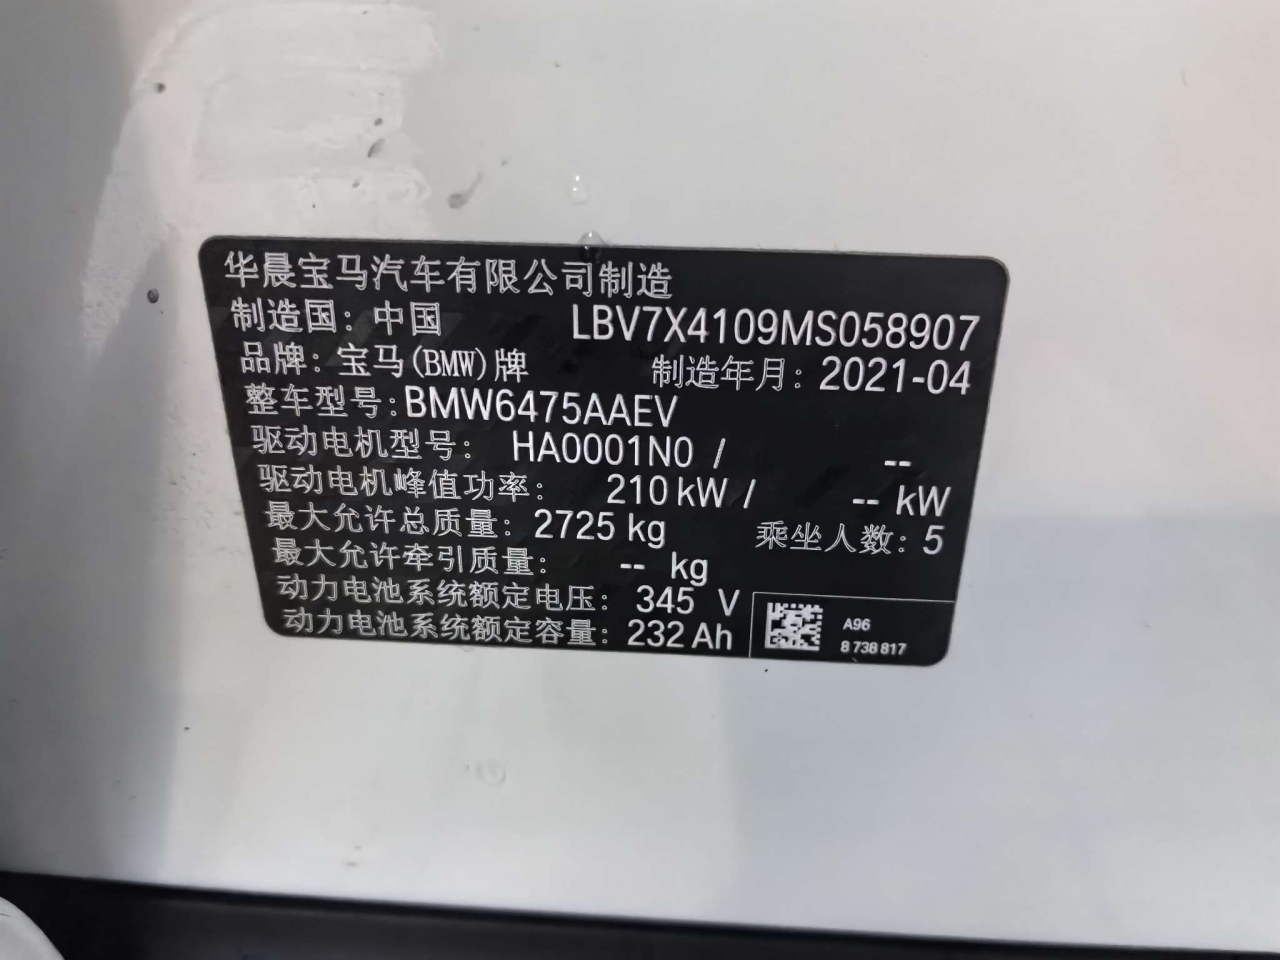 华晨宝马汽车有限公司制造
制造国：中国 LBV7X4109MS058907
品牌：宝马(BMW)牌 制造年月：2021-04
整车型号：BMW6475AAEV
驱动电机型号： HA0001N0 / --
驱动电机峰值功率： 210 kW / -- kW
最大允许总质量：2725 kg 乘坐人数：5
最大允许牵引质量： -- kg
动力电池系统额定电压： 345 V
动力电池系统额定容量：232 Ah
A96
8 738 817